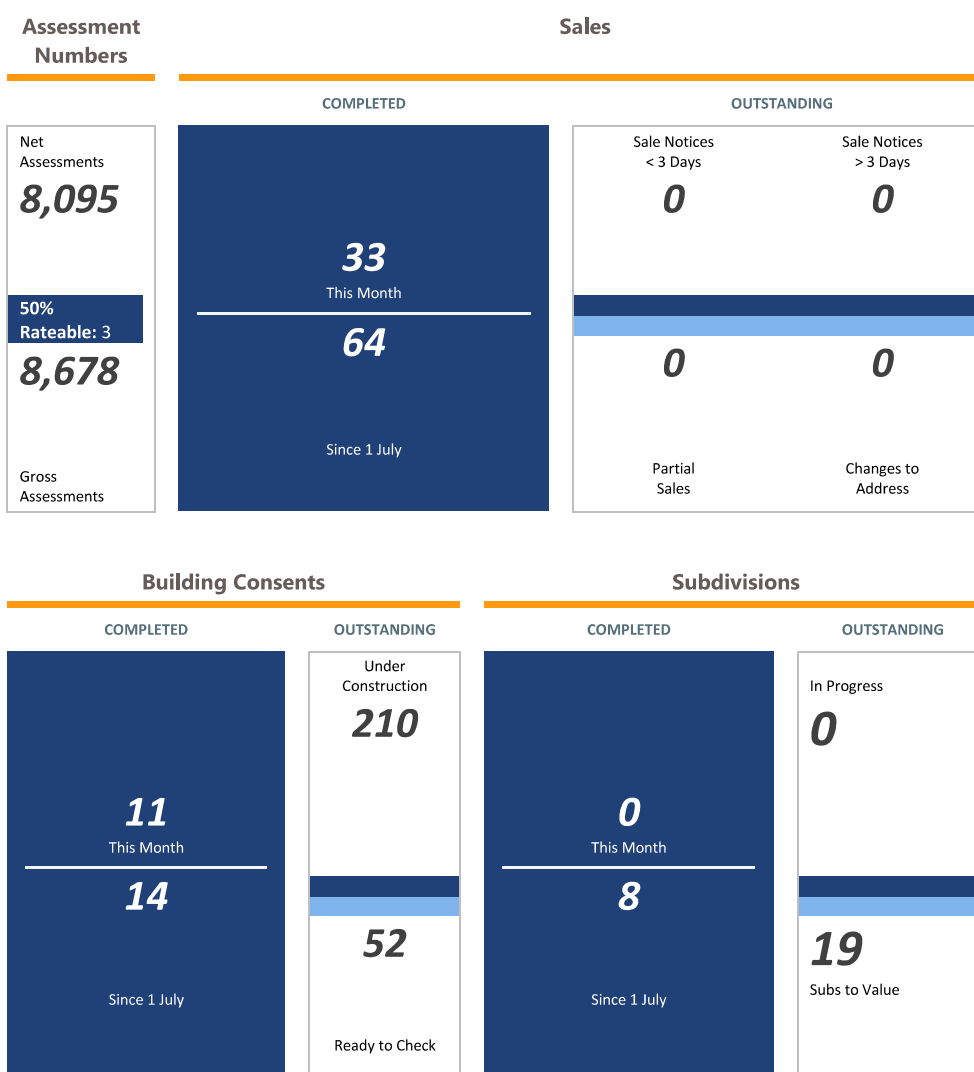 Assessment
Numbers
Sales
COMPLETED
OUTSTANDING
Net
Assessments
8,095
50%
Rateable: 3
8,678
Gross
Assessments
33
This Month
64
Since 1 July
Sale Notices
< 3 Days
0
Sale Notices
> 3 Days
0
0
Partial
Sales
0
Changes to
Address
Building Consents
COMPLETED
OUTSTANDING
11
This Month
14
Since 1 July
Under
Construction
210
52
Ready to Check
Subdivisions
COMPLETED
OUTSTANDING
0
This Month
8
Since 1 July
In Progress
0
19
Subs to Value